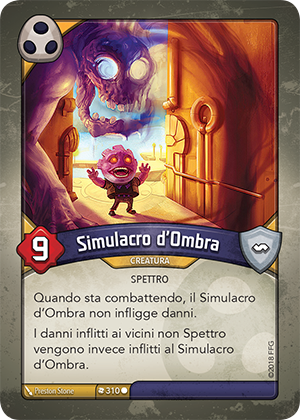 Simulacro d'Ombra
9
CREATURA
SPETTRO
Quando sta combattendo, il Simulacro
d'Ombra non infligge danni.
I danni inflitti ai vicini non Spettro
vengono invece inflitti al Simulacro
d'Ombra.
Preston Stone
310
©2018 FFG